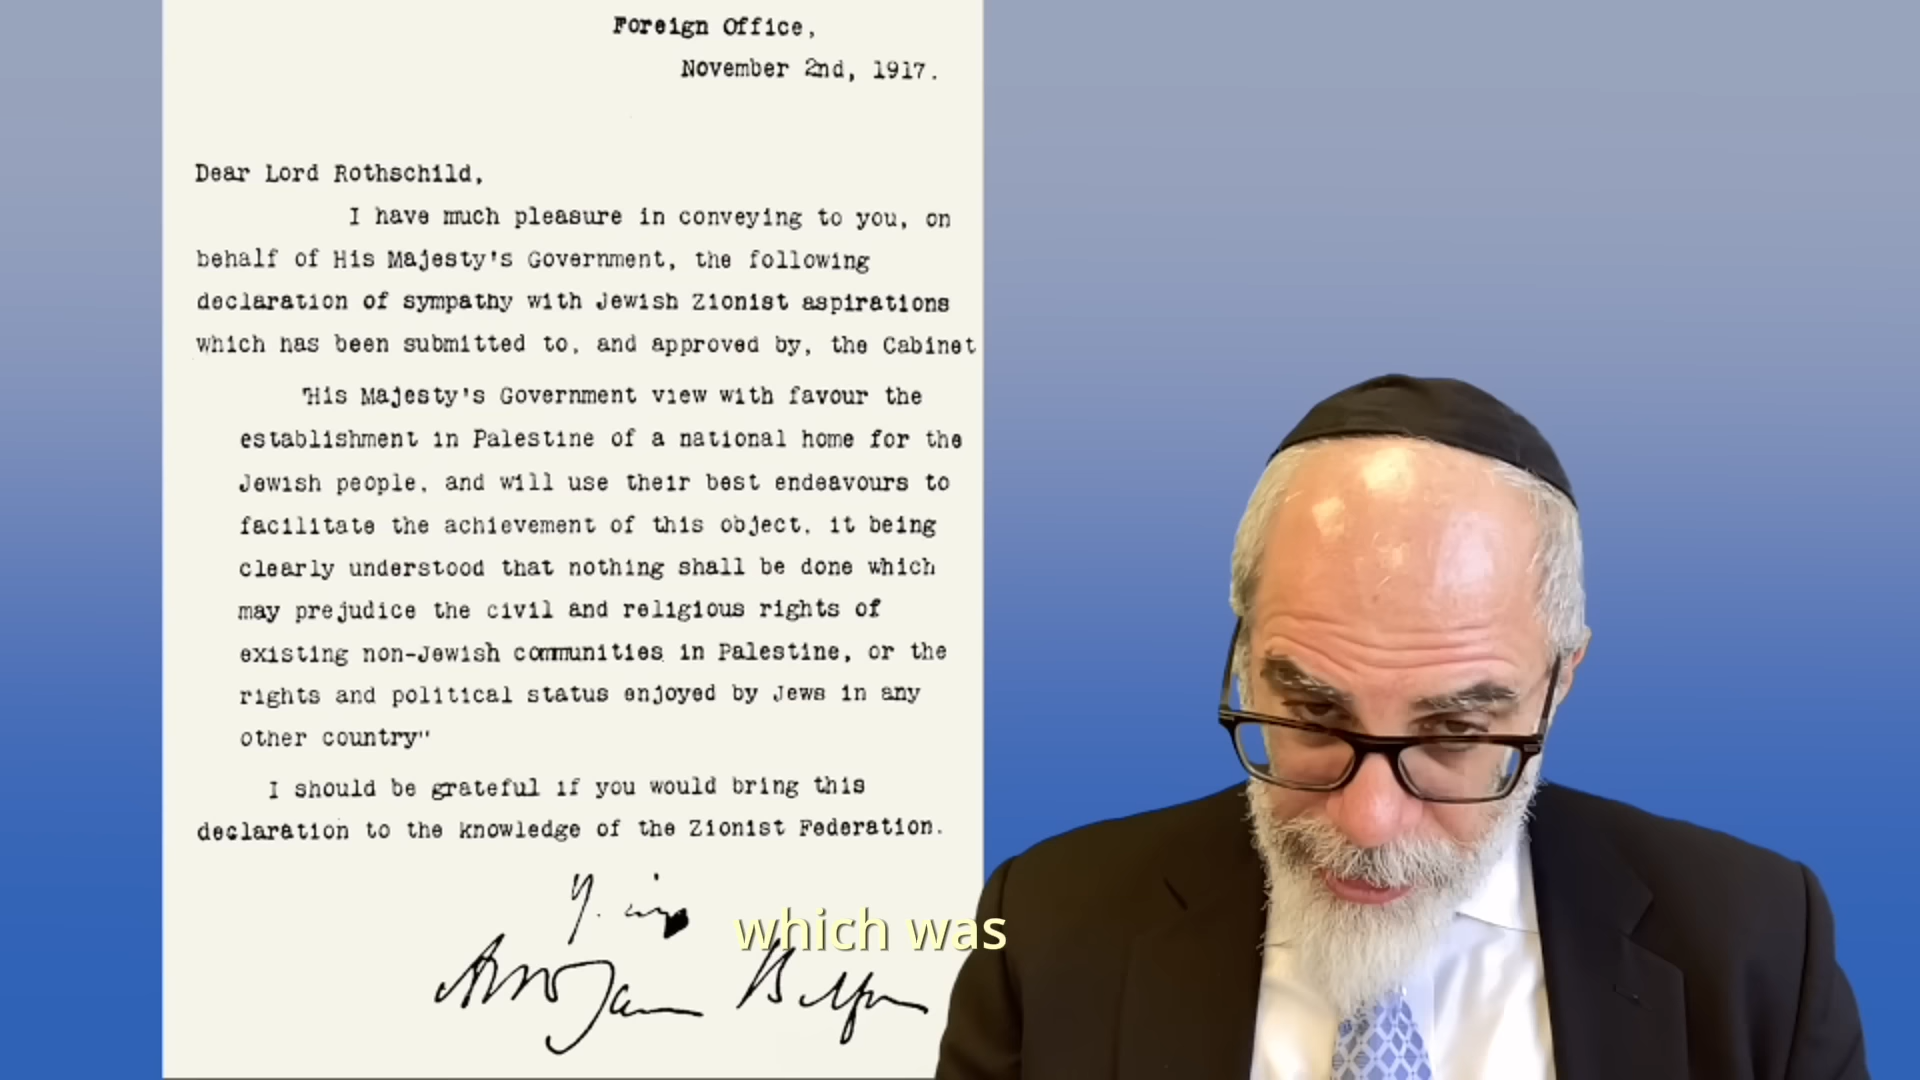 Foreign Office,
November 2nd, 1917.
Dear Lord Rothschild,
I have much pleasure in conveying to you, on
behalf of His Majesty's Government, the following
declaration of sympathy with Jewish Zionist aspirations
which has been submitted to, and approved by, the Cabinet
"His Majesty's Government view with favour the
establishment in Palestine of a national home for the
Jewish people, and will use their best endeavours to
facilitate the achievement of this object, it being
clearly understood that nothing shall be done which
may prejudice the civil and religious rights of
existing non-Jewish communities in Palestine, or the
rights and political status enjoyed by Jews in any
other country"
I should be grateful if you would bring this
declaration to the knowledge of the Zionist Federation.
which was